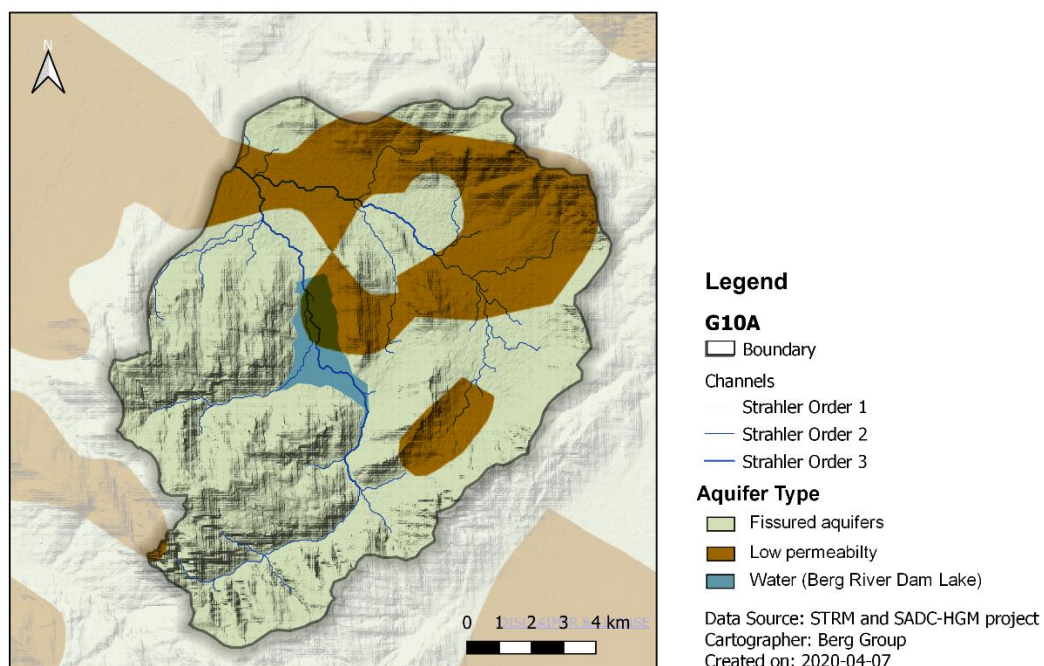 N
Legend
G10A
Boundary
Channels
Strahler Order 1
Strahler Order 2
Strahler Order 3
Aquifer Type
Fissured aquifers
Low permeabilty
Water (Berg River Dam Lake)
0 1 2 3 4 km
Data Source: STRM and SADC-HGM project
Cartographer: Berg Group
Created on: 2020-04-07